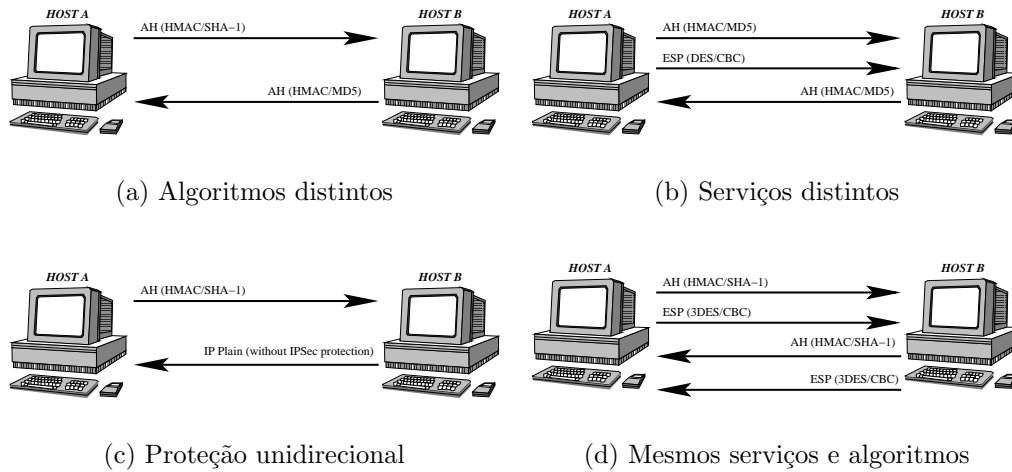 HOST A
HOST B
AH (HMAC/SHA−1)
AH (HMAC/MD5)
(a) Algoritmos distintos
HOST A
HOST B
AH (HMAC/MD5)
ESP (DES/CBC)
AH (HMAC/MD5)
(b) Serviços distintos
HOST A
HOST B
AH (HMAC/SHA−1)
IP Plain (without IPSec protection)
(c) Proteção unidirecional
HOST A
HOST B
AH (HMAC/SHA−1)
ESP (3DES/CBC)
AH (HMAC/SHA−1)
ESP (3DES/CBC)
(d) Mesmos serviços e algoritmos